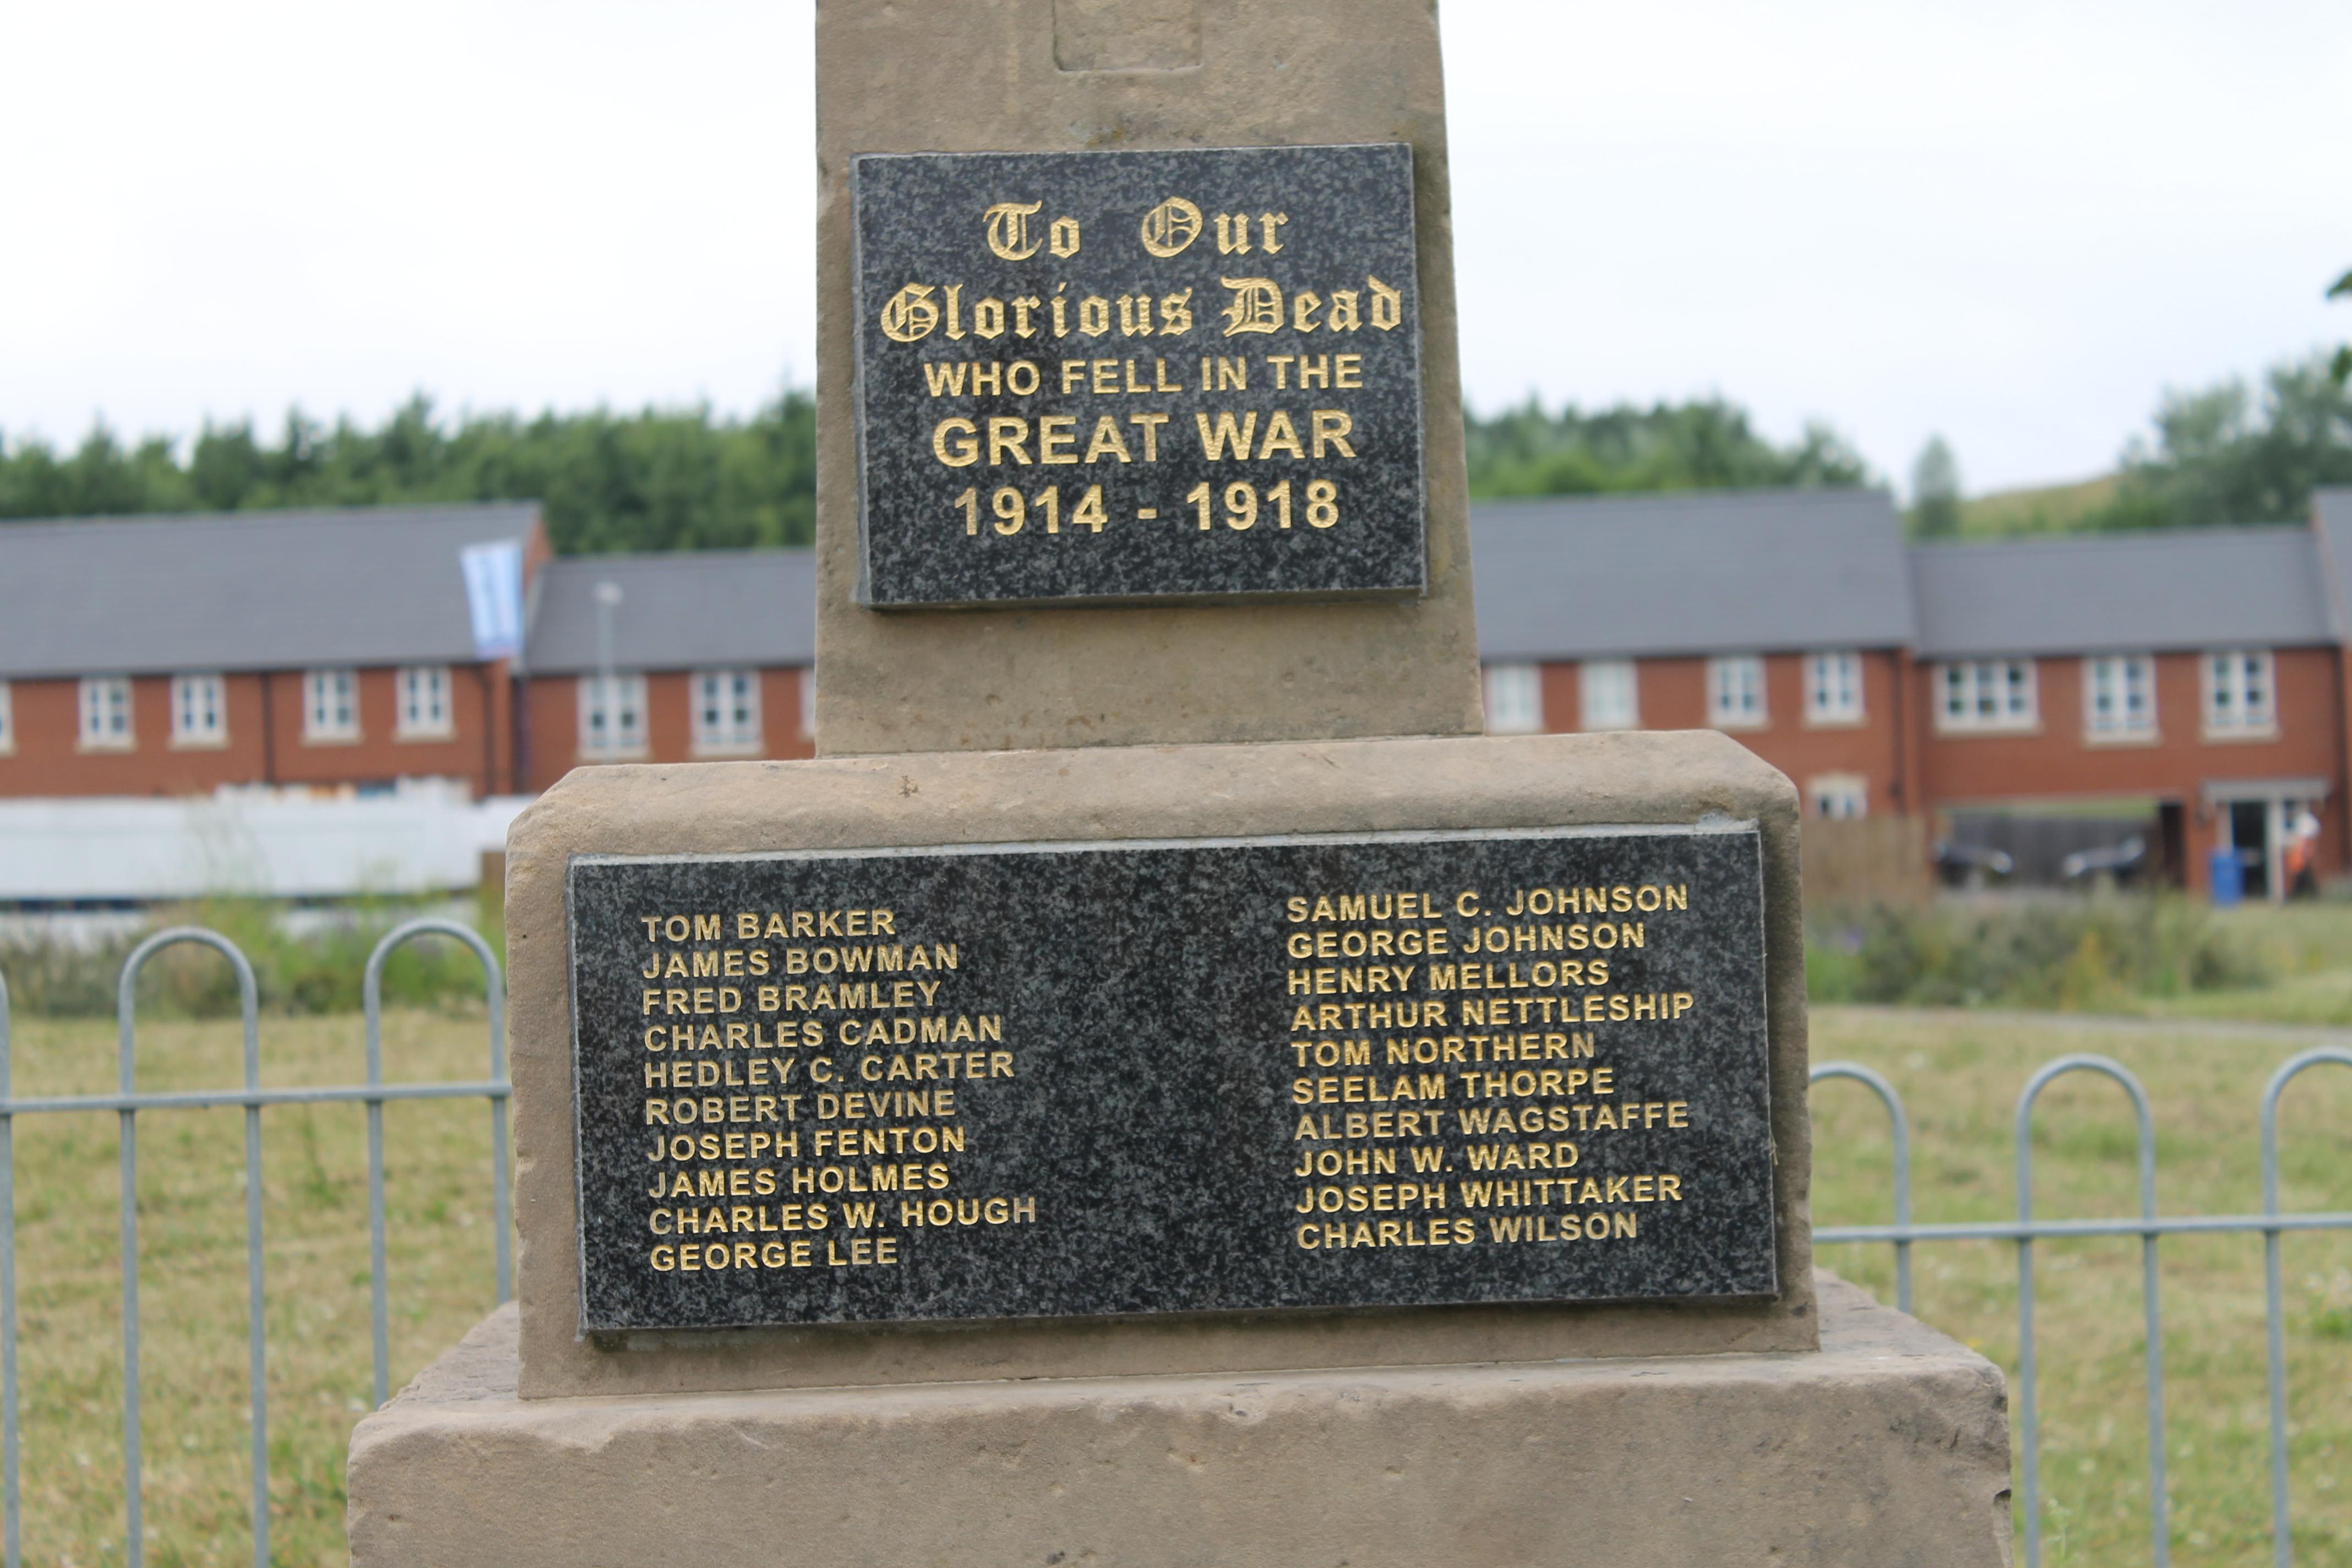 To Our
Glorious Dead
WHO FELL IN THE
GREAT WAR
1914 - 1918
TOM BARKER
JAMES BOWMAN
FRED BRAMLEY
CHARLES CADMAN
HEDLEY C. CARTER
ROBERT DEVINE
JOSEPH FENTON
JAMES HOLMES
CHARLES W. HOUGH
GEORGE LEE
SAMUEL C. JOHNSON
GEORGE JOHNSON
HENRY MELLORS
ARTHUR NETTLESHIP
TOM NORTHERN
SEELAM THORPE
ALBERT WAGSTAFFE
JOHN W. WARD
JOSEPH WHITTAKER
CHARLES WILSON